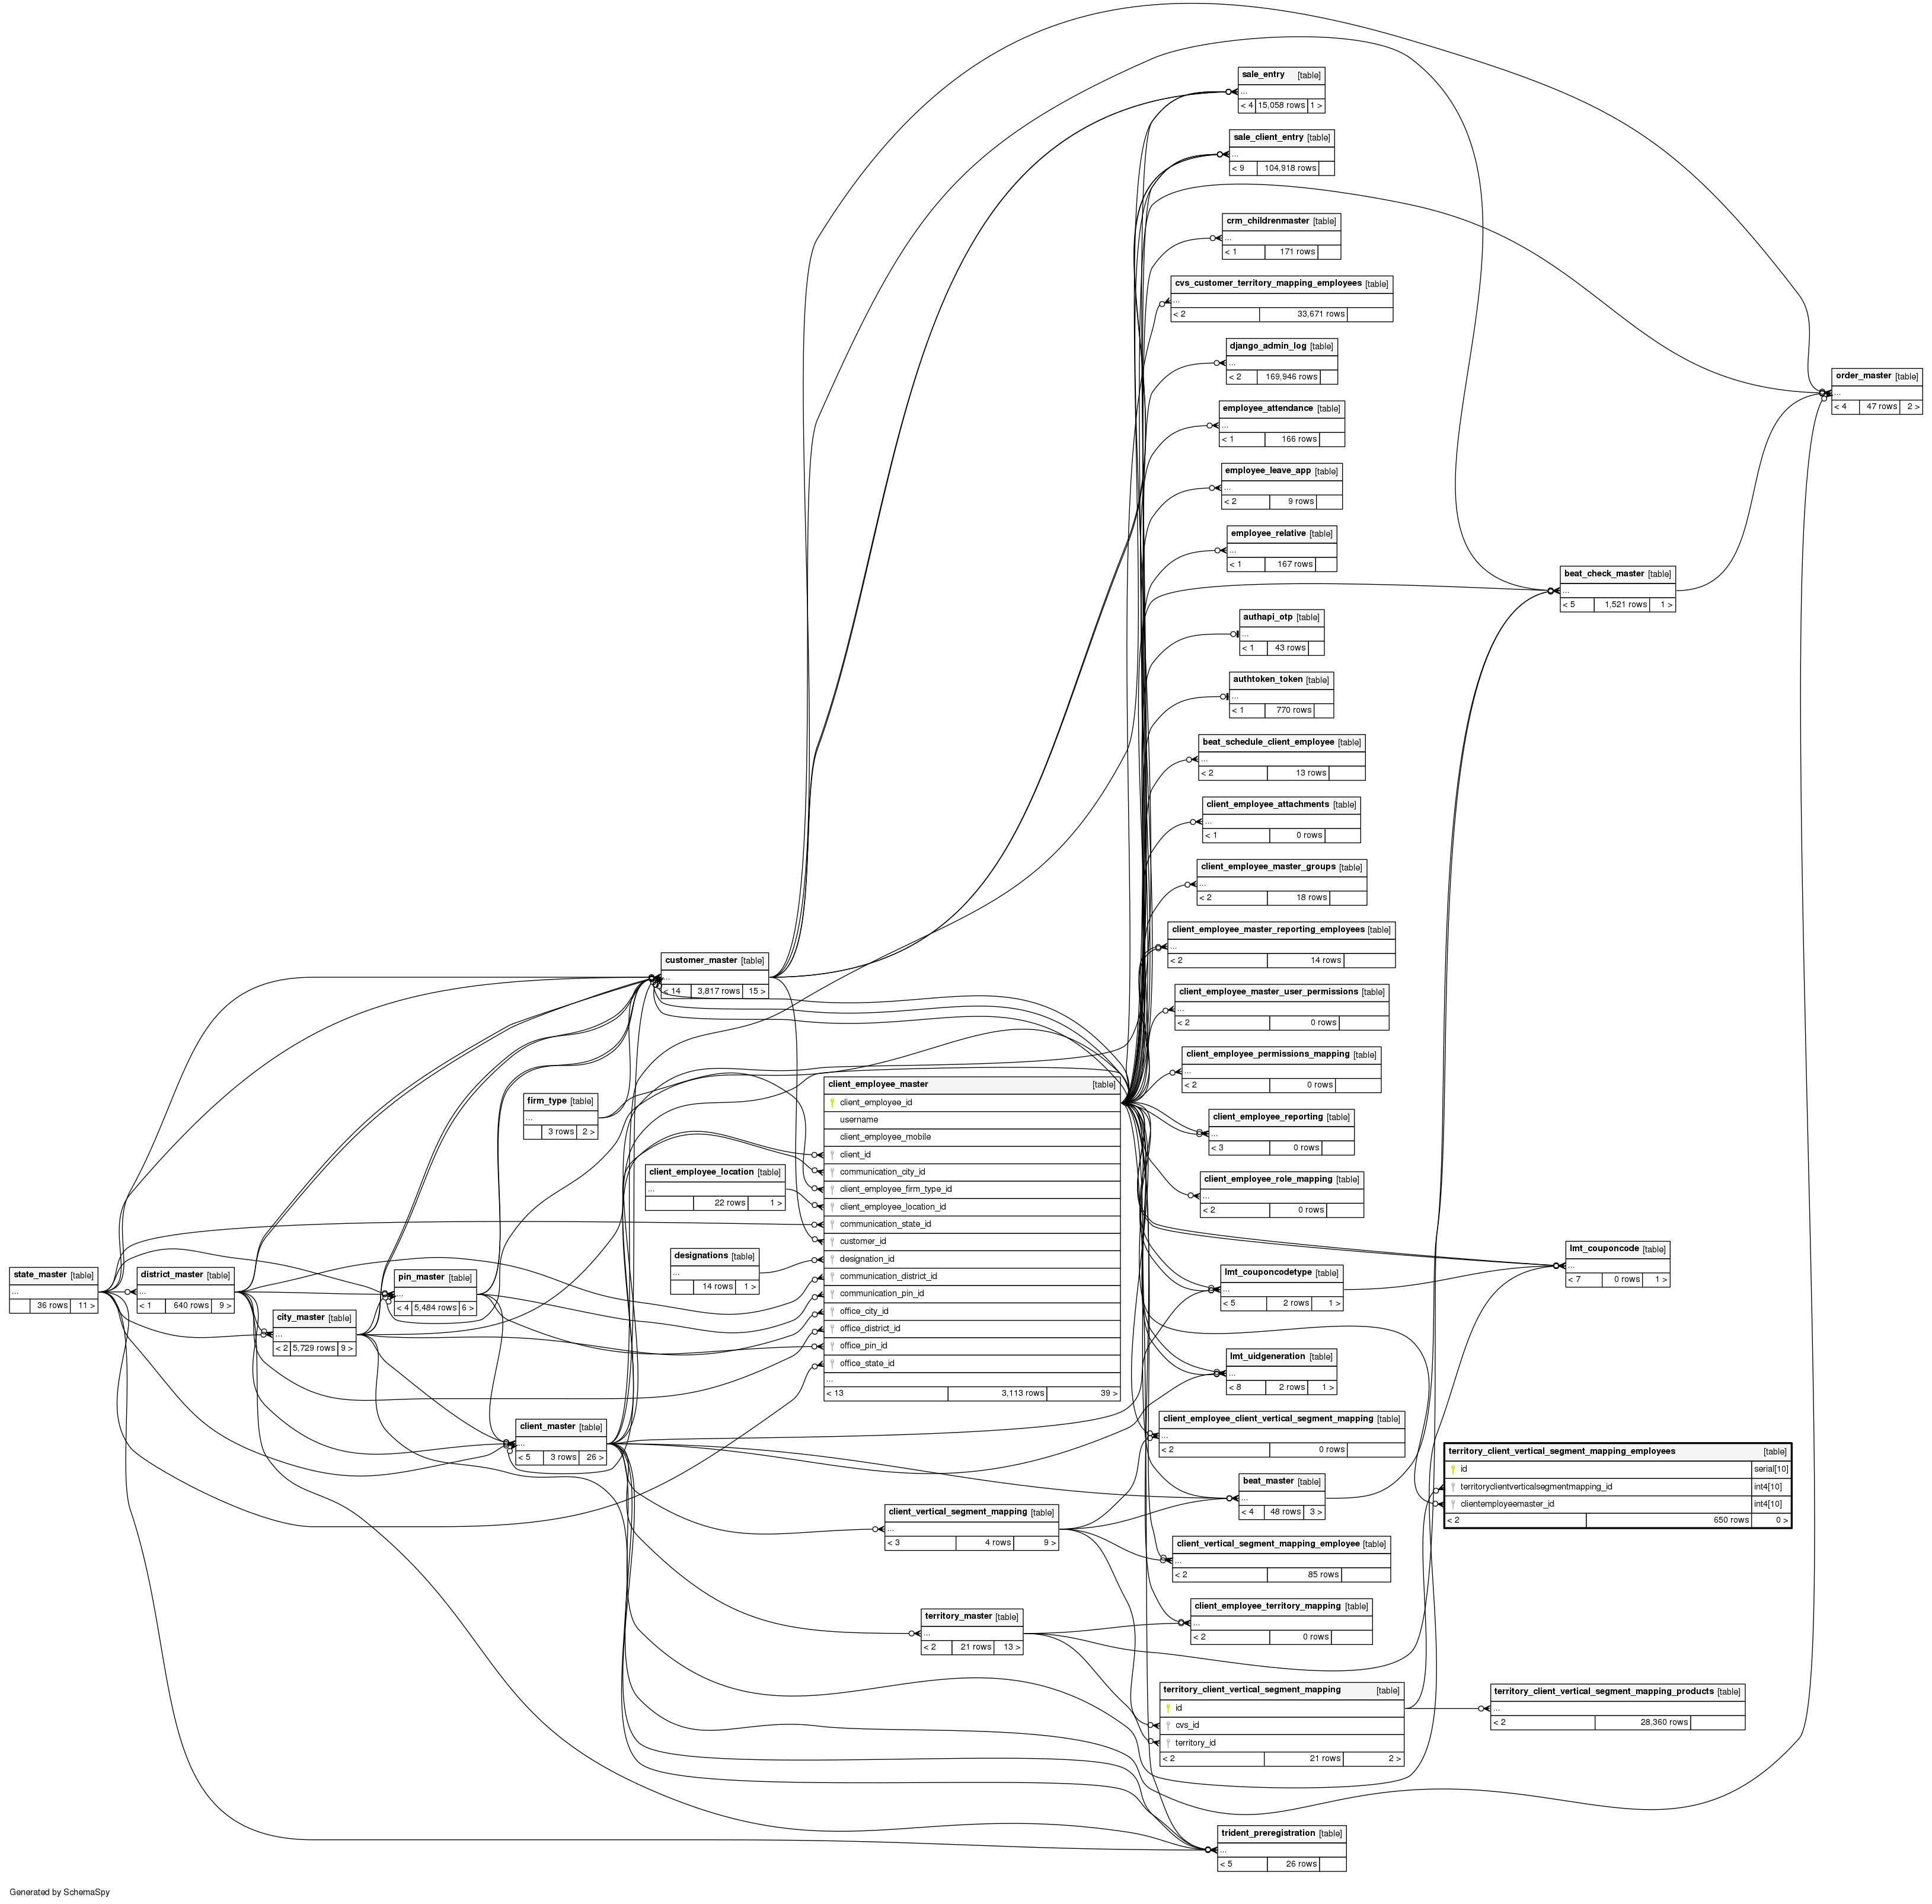 sale_entry [table]
...
< 4 15,058 rows 1 >
sale_client_entry [table]
...
< 9 104,918 rows
crm_childrenmaster [table]
...
< 1 171 rows
cvs_customer_territory_mapping_employees [table]
...
< 2 33,671 rows
django_admin_log [table]
...
< 2 169,946 rows
order_master [table]
...
< 4 47 rows 2 >
employee_attendance [table]
...
< 1 166 rows
employee_leave_app [table]
...
< 2 9 rows
employee_relative [table]
...
< 1 167 rows
beat_check_master [table]
...
< 5 1,521 rows 1 >
authapi_otp [table]
...
< 1 43 rows
authtoken_token [table]
...
< 1 770 rows
beat_schedule_client_employee [table]
...
< 2 13 rows
client_employee_attachments [table]
...
< 1 0 rows
client_employee_master_groups [table]
...
< 2 18 rows
client_employee_master_reporting_employees [table]
...
< 2 14 rows
customer_master [table]
...
< 14 3,817 rows 15 >
client_employee_master_user_permissions [table]
...
< 2 0 rows
client_employee_permissions_mapping [table]
...
< 2 0 rows
firm_type [table]
...
3 rows 2 >
client_employee_master [table]
client_employee_id
username
client_employee_mobile
client_id
communication_city_id
client_employee_firm_type_id
client_employee_location_id
communication_state_id
customer_id
designation_id
communication_district_id
communication_pin_id
office_city_id
office_district_id
office_pin_id
office_state_id
...
< 13 3,113 rows 39 >
client_employee_reporting [table]
...
< 3 0 rows
client_employee_location [table]
...
22 rows 1 >
client_employee_role_mapping [table]
...
< 2 0 rows
designations [table]
...
14 rows 1 >
lmt_couponcode [table]
...
< 7 0 rows 1 >
state_master [table]
...
36 rows 11 >
district_master [table]
...
< 1 640 rows 9 >
pin_master [table]
...
< 4 5,484 rows 6 >
city_master [table]
...
< 2 5,729 rows 9 >
lmt_couponcodetype [table]
...
< 5 2 rows 1 >
lmt_uidgeneration [table]
...
< 8 2 rows 1 >
client_master [table]
...
< 5 3 rows 26 >
client_employee_client_vertical_segment_mapping [table]
...
< 2 0 rows
territory_client_vertical_segment_mapping_employees [table]
id serial[10]
territoryclientverticalsegmentmapping_id int4[10]
clientemployeemaster_id int4[10]
< 2 650 rows 0 >
beat_master [table]
...
< 4 48 rows 3 >
client_vertical_segment_mapping [table]
...
< 3 4 rows 9 >
client_vertical_segment_mapping_employee [table]
...
< 2 85 rows
client_employee_territory_mapping [table]
...
< 2 0 rows
territory_master [table]
...
< 2 21 rows 13 >
territory_client_vertical_segment_mapping [table]
id
cvs_id
territory_id
< 2 21 rows 2 >
territory_client_vertical_segment_mapping_products [table]
...
< 2 28,360 rows
trident_preregistration [table]
...
< 5 26 rows
Generated by SchemaSpy